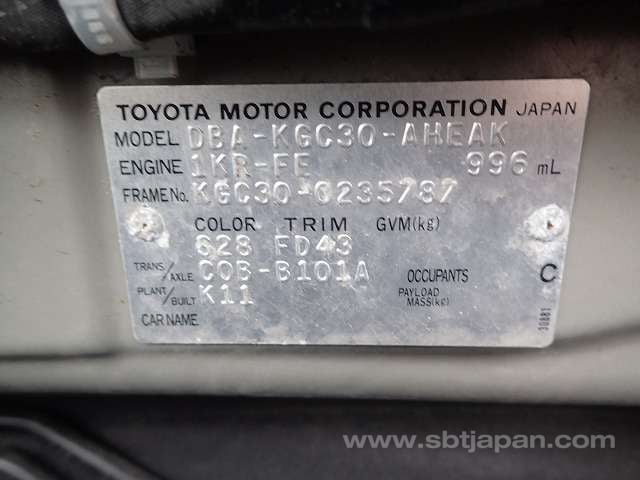 TOYOTA MOTOR CORPORATION JAPAN
MODEL DBA-KGC30-AHEAK
ENGINE 1KR-FE 996 mL
FRAME No. KGC30-0235787
COLOR TRIM GVM(kg)
628 FD43
TRANS/AXLE C0B-B101A OCCUPANTS C
PLANT/BUILT K11 PAYLOAD MASS(kg)
CAR NAME
www.sbtjapan.com